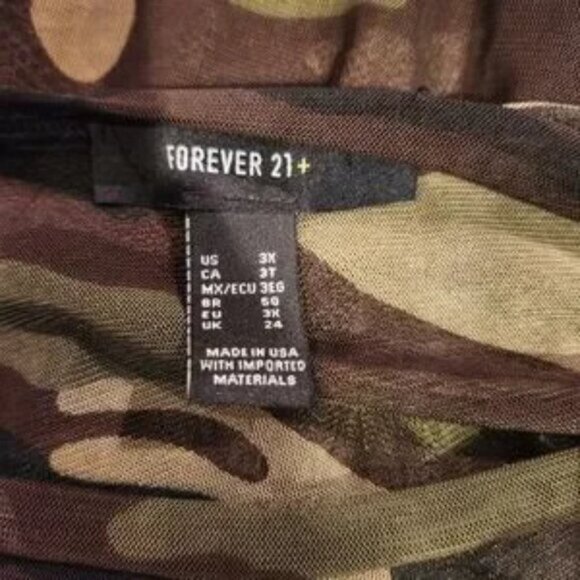 FOREVER 21+
US 3X
CA 3T
MX/ECU 3EG
BR 50
EU 3X
UK 24
MADE IN USA
WITH IMPORTED
MATERIALS